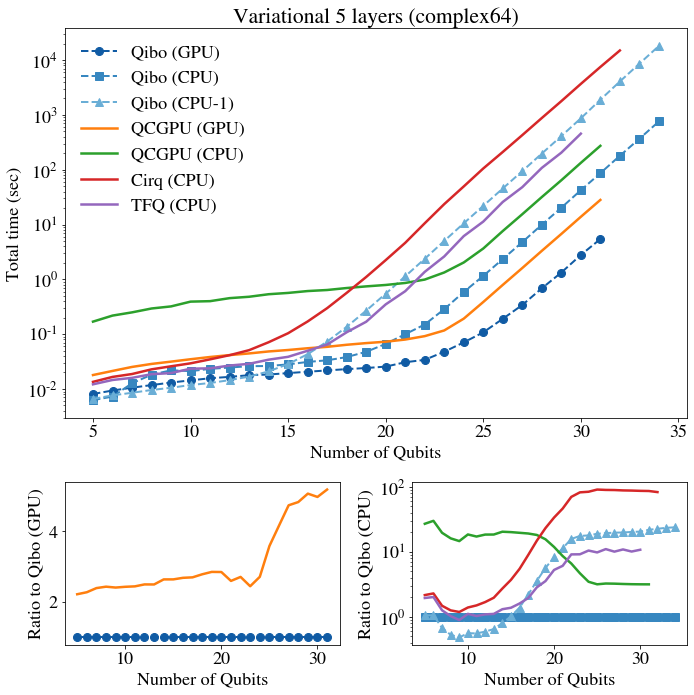 Variational 5 layers (complex64)
Total time (sec)
10^4
10^3
10^2
10^1
10^0
10^-1
10^-2
Qibo (GPU)
Qibo (CPU)
Qibo (CPU-1)
QCGPU (GPU)
QCGPU (CPU)
Cirq (CPU)
TFQ (CPU)
5 10 15 20 25 30 35
Number of Qubits
Ratio to Qibo (GPU)
4
2
10 20 30
Number of Qubits
Ratio to Qibo (CPU)
10^2
10^1
10^0
10 20 30
Number of Qubits